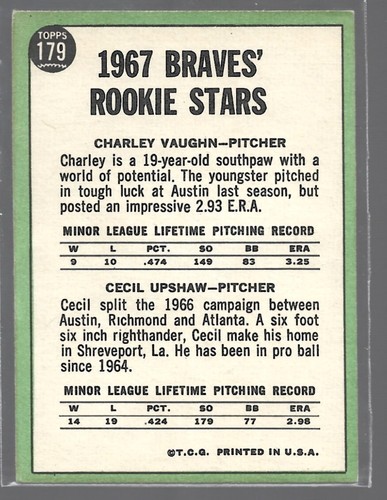 TOPPS
179
1967 BRAVES'
ROOKIE STARS
CHARLEY VAUGHN—PITCHER
Charley is a 19-year-old southpaw with a
world of potential. The youngster pitched
in tough luck at Austin last season, but
posted an impressive 2.93 E.R.A.
MINOR LEAGUE LIFETIME PITCHING RECORD
W L PCT. SO BB ERA
9 10 .474 149 83 3.25
CECIL UPSHAW—PITCHER
Cecil split the 1966 campaign between
Austin, Richmond and Atlanta. A six foot
six inch righthander, Cecil make his home
in Shreveport, La. He has been in pro ball
since 1964.
MINOR LEAGUE LIFETIME PITCHING RECORD
W L PCT. SO BB ERA
14 19 .424 179 77 2.98
©T.C.G. PRINTED IN U.S.A.